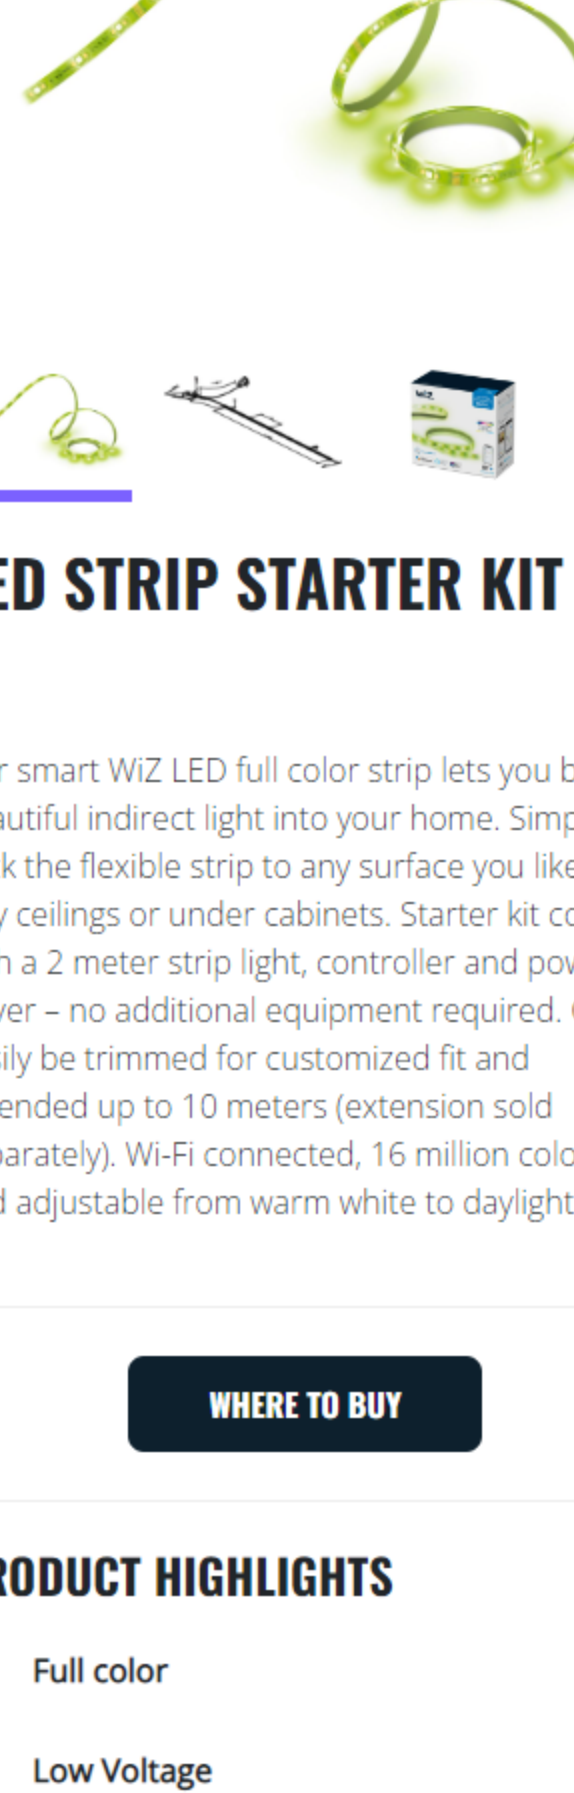 WiZ
ED STRIP STARTER KIT
r smart WiZ LED full color strip lets you b
autiful indirect light into your home. Simp
k the flexible strip to any surface you like
y ceilings or under cabinets. Starter kit co
n a 2 meter strip light, controller and pow
ver – no additional equipment required. C
sily be trimmed for customized fit and
ended up to 10 meters (extension sold
parately). Wi-Fi connected, 16 million colo
d adjustable from warm white to daylight
WHERE TO BUY
RODUCT HIGHLIGHTS
Full color
Low Voltage